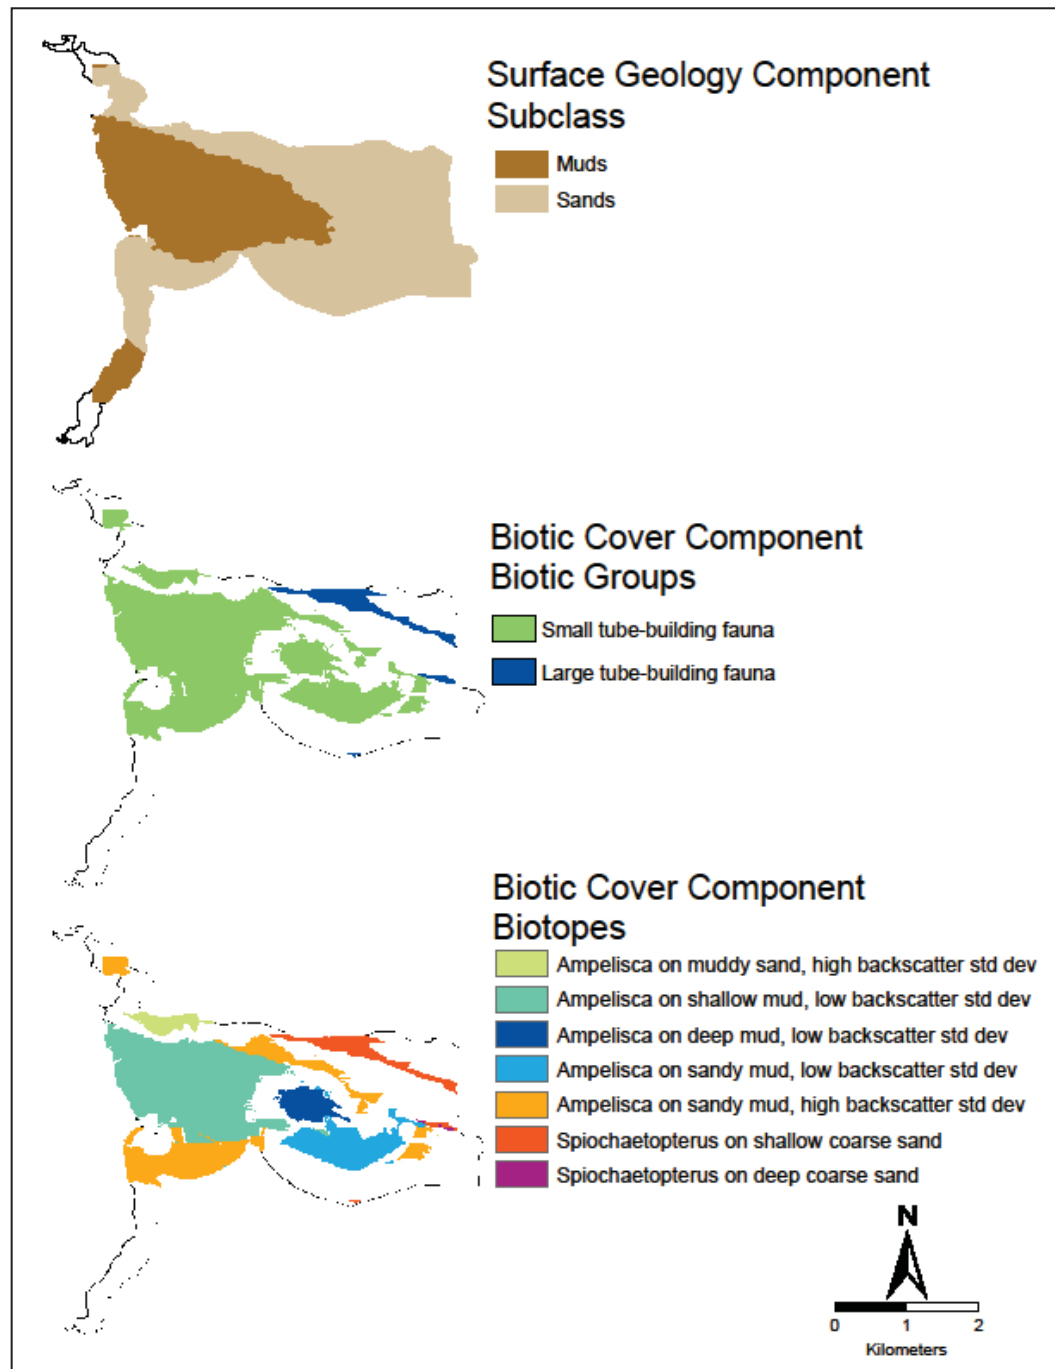 Surface Geology Component
Subclass
Muds
Sands
Biotic Cover Component
Biotic Groups
Small tube-building fauna
Large tube-building fauna
Biotic Cover Component
Biotopes
Ampelisca on muddy sand, high backscatter std dev
Ampelisca on shallow mud, low backscatter std dev
Ampelisca on deep mud, low backscatter std dev
Ampelisca on sandy mud, low backscatter std dev
Ampelisca on sandy mud, high backscatter std dev
Spiochaetopterus on shallow coarse sand
Spiochaetopterus on deep coarse sand
N
0 1 2
Kilometers